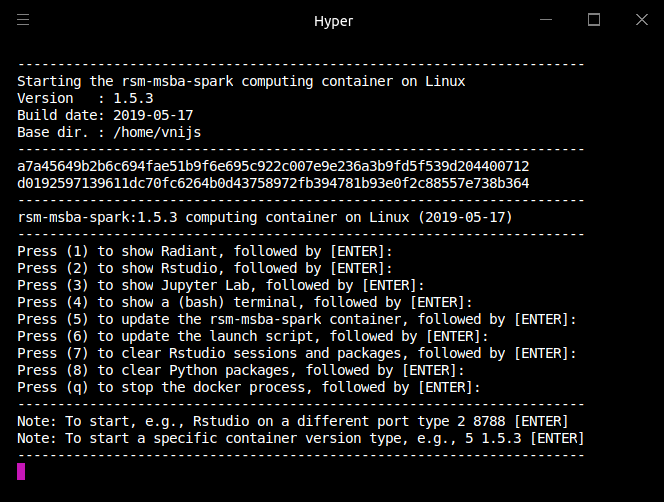 Hyper
-----------------------------------------------------------------------
Starting the rsm-msba-spark computing container on Linux
Version   : 1.5.3
Build date: 2019-05-17
Base dir. : /home/vnijs
-----------------------------------------------------------------------
a7a45649b2b6c694fae51b9f6e695c922c007e9e236a3b9fd5f539d204400712
d0192597139611dc70fc6264b0d43758972fb394781b93e0f2c88557e738b364
-----------------------------------------------------------------------
rsm-msba-spark:1.5.3 computing container on Linux (2019-05-17)
-----------------------------------------------------------------------
Press (1) to show Radiant, followed by [ENTER]:
Press (2) to show Rstudio, followed by [ENTER]:
Press (3) to show Jupyter Lab, followed by [ENTER]:
Press (4) to show a (bash) terminal, followed by [ENTER]:
Press (5) to update the rsm-msba-spark container, followed by [ENTER]:
Press (6) to update the launch script, followed by [ENTER]:
Press (7) to clear Rstudio sessions and packages, followed by [ENTER]:
Press (8) to clear Python packages, followed by [ENTER]:
Press (q) to stop the docker process, followed by [ENTER]:
-----------------------------------------------------------------------
Note: To start, e.g., Rstudio on a different port type 2 8788 [ENTER]
Note: To start a specific container version type, e.g., 5 1.5.3 [ENTER]
-----------------------------------------------------------------------